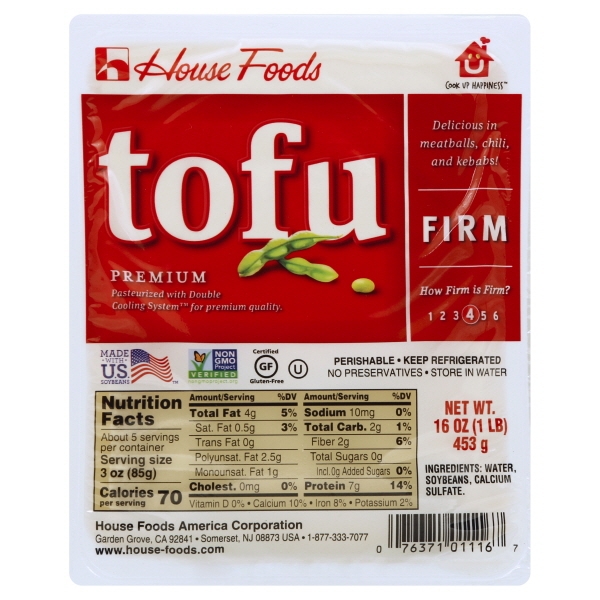 House Foods
COOK UP HAPPINESS™
tofu
PREMIUM
Pasteurized with Double
Cooling System™ for premium quality.
Delicious in
meatballs, chili,
and kebabs!
FIRM
How Firm is Firm?
1 2 3 4 5 6
MADE
WITH
US
SOYBEANS
™
NON
GMO
Project
VERIFIED
nongmoproject.org
Certified
GF
Gluten-Free
U
PERISHABLE • KEEP REFRIGERATED
NO PRESERVATIVES • STORE IN WATER
Nutrition
Facts
About 5 servings
per container
Serving size
3 oz (85g)
Calories 70
per serving
Amount/Serving %DV
Total Fat 4g 5%
Sat. Fat 0.5g 3%
Trans Fat 0g
Polyunsat. Fat 2.5g
Monounsat. Fat 1g
Cholest. 0mg 0%
Amount/Serving %DV
Sodium 10mg 0%
Total Carb. 2g 1%
Fiber 2g 6%
Total Sugars 0g
Incl. 0g Added Sugars 0%
Protein 7g 14%
Vitamin D 0% • Calcium 10% • Iron 8% • Potassium 2%
NET WT.
16 OZ (1 LB)
453 g
INGREDIENTS: WATER,
SOYBEANS, CALCIUM
SULFATE.
House Foods America Corporation
Garden Grove, CA 92841 • Somerset, NJ 08873 USA • 1-877-333-7077
www.house-foods.com
0 76371 01116 7